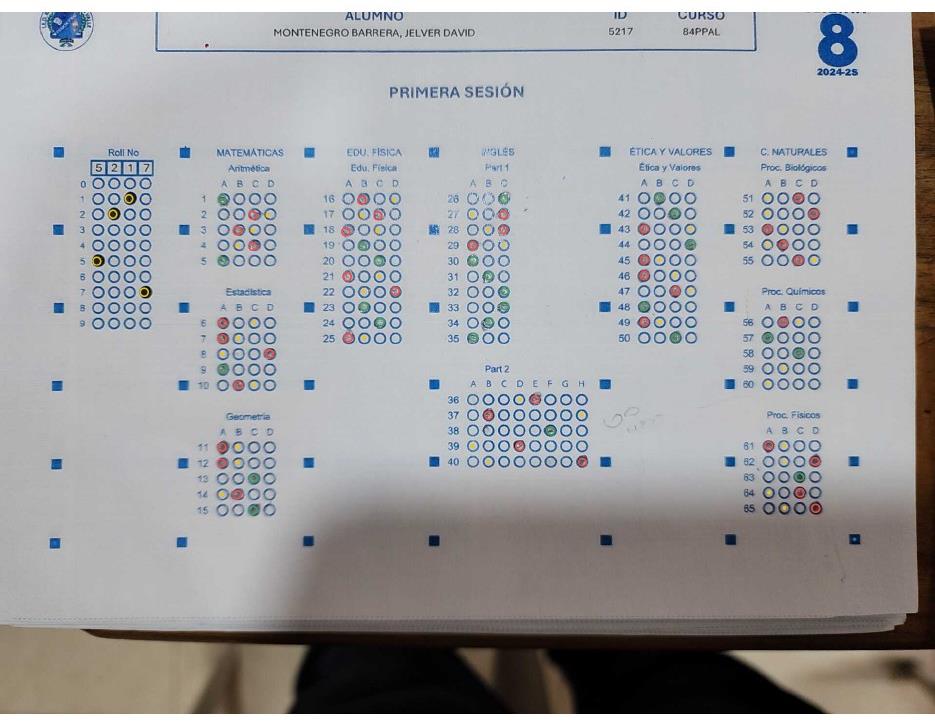 ALUMNO ID CURSO
MONTENEGRO BARRERA, JELVER DAVID 5217 84PPAL
8
2024-2S
PRIMERA SESIÓN
Roll No
5 2 1 7
0
1
2
3
4
5
6
7
8
9
MATEMÁTICAS
Aritmética
A B C D
1
2
3
4
5
Estadística
A B C D
6
7
8
9
10
Geometría
A B C D
11
12
13
14
15
EDU. FÍSICA
Edu. Física
A B C D
16
17
18
19
20
21
22
23
24
25
INGLÉS
Part 1
A B C
26
27
28
29
30
31
32
33
34
35
Part 2
A B C D E F G H
36
37
38
39
40
ÉTICA Y VALORES
Ética y Valores
A B C D
41
42
43
44
45
46
47
48
49
50
C. NATURALES
Proc. Biológicos
A B C D
51
52
53
54
55
Proc. Químicos
A B C D
56
57
58
59
60
Proc. Físicos
A B C D
61
62
63
64
65